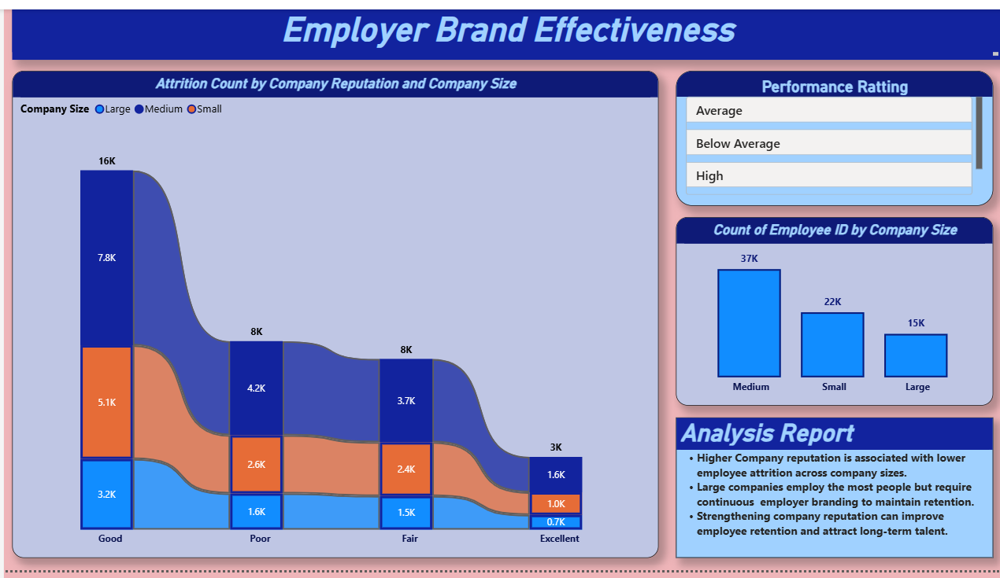 Employer Brand Effectiveness
Attrition Count by Company Reputation and Company Size
Company Size Large Medium Small
16K
7.8K
5.1K
3.2K
Good
8K
4.2K
2.6K
1.6K
Poor
8K
3.7K
2.4K
1.5K
Fair
3K
1.6K
1.0K
0.7K
Excellent
Performance Ratting
Average
Below Average
High
Count of Employee ID by Company Size
37K
22K
15K
Medium
Small
Large
Analysis Report
• Higher Company reputation is associated with lower
employee attrition across company sizes.
• Large companies employ the most people but require
continuous employer branding to maintain retention.
• Strengthening company reputation can improve
employee retention and attract long-term talent.